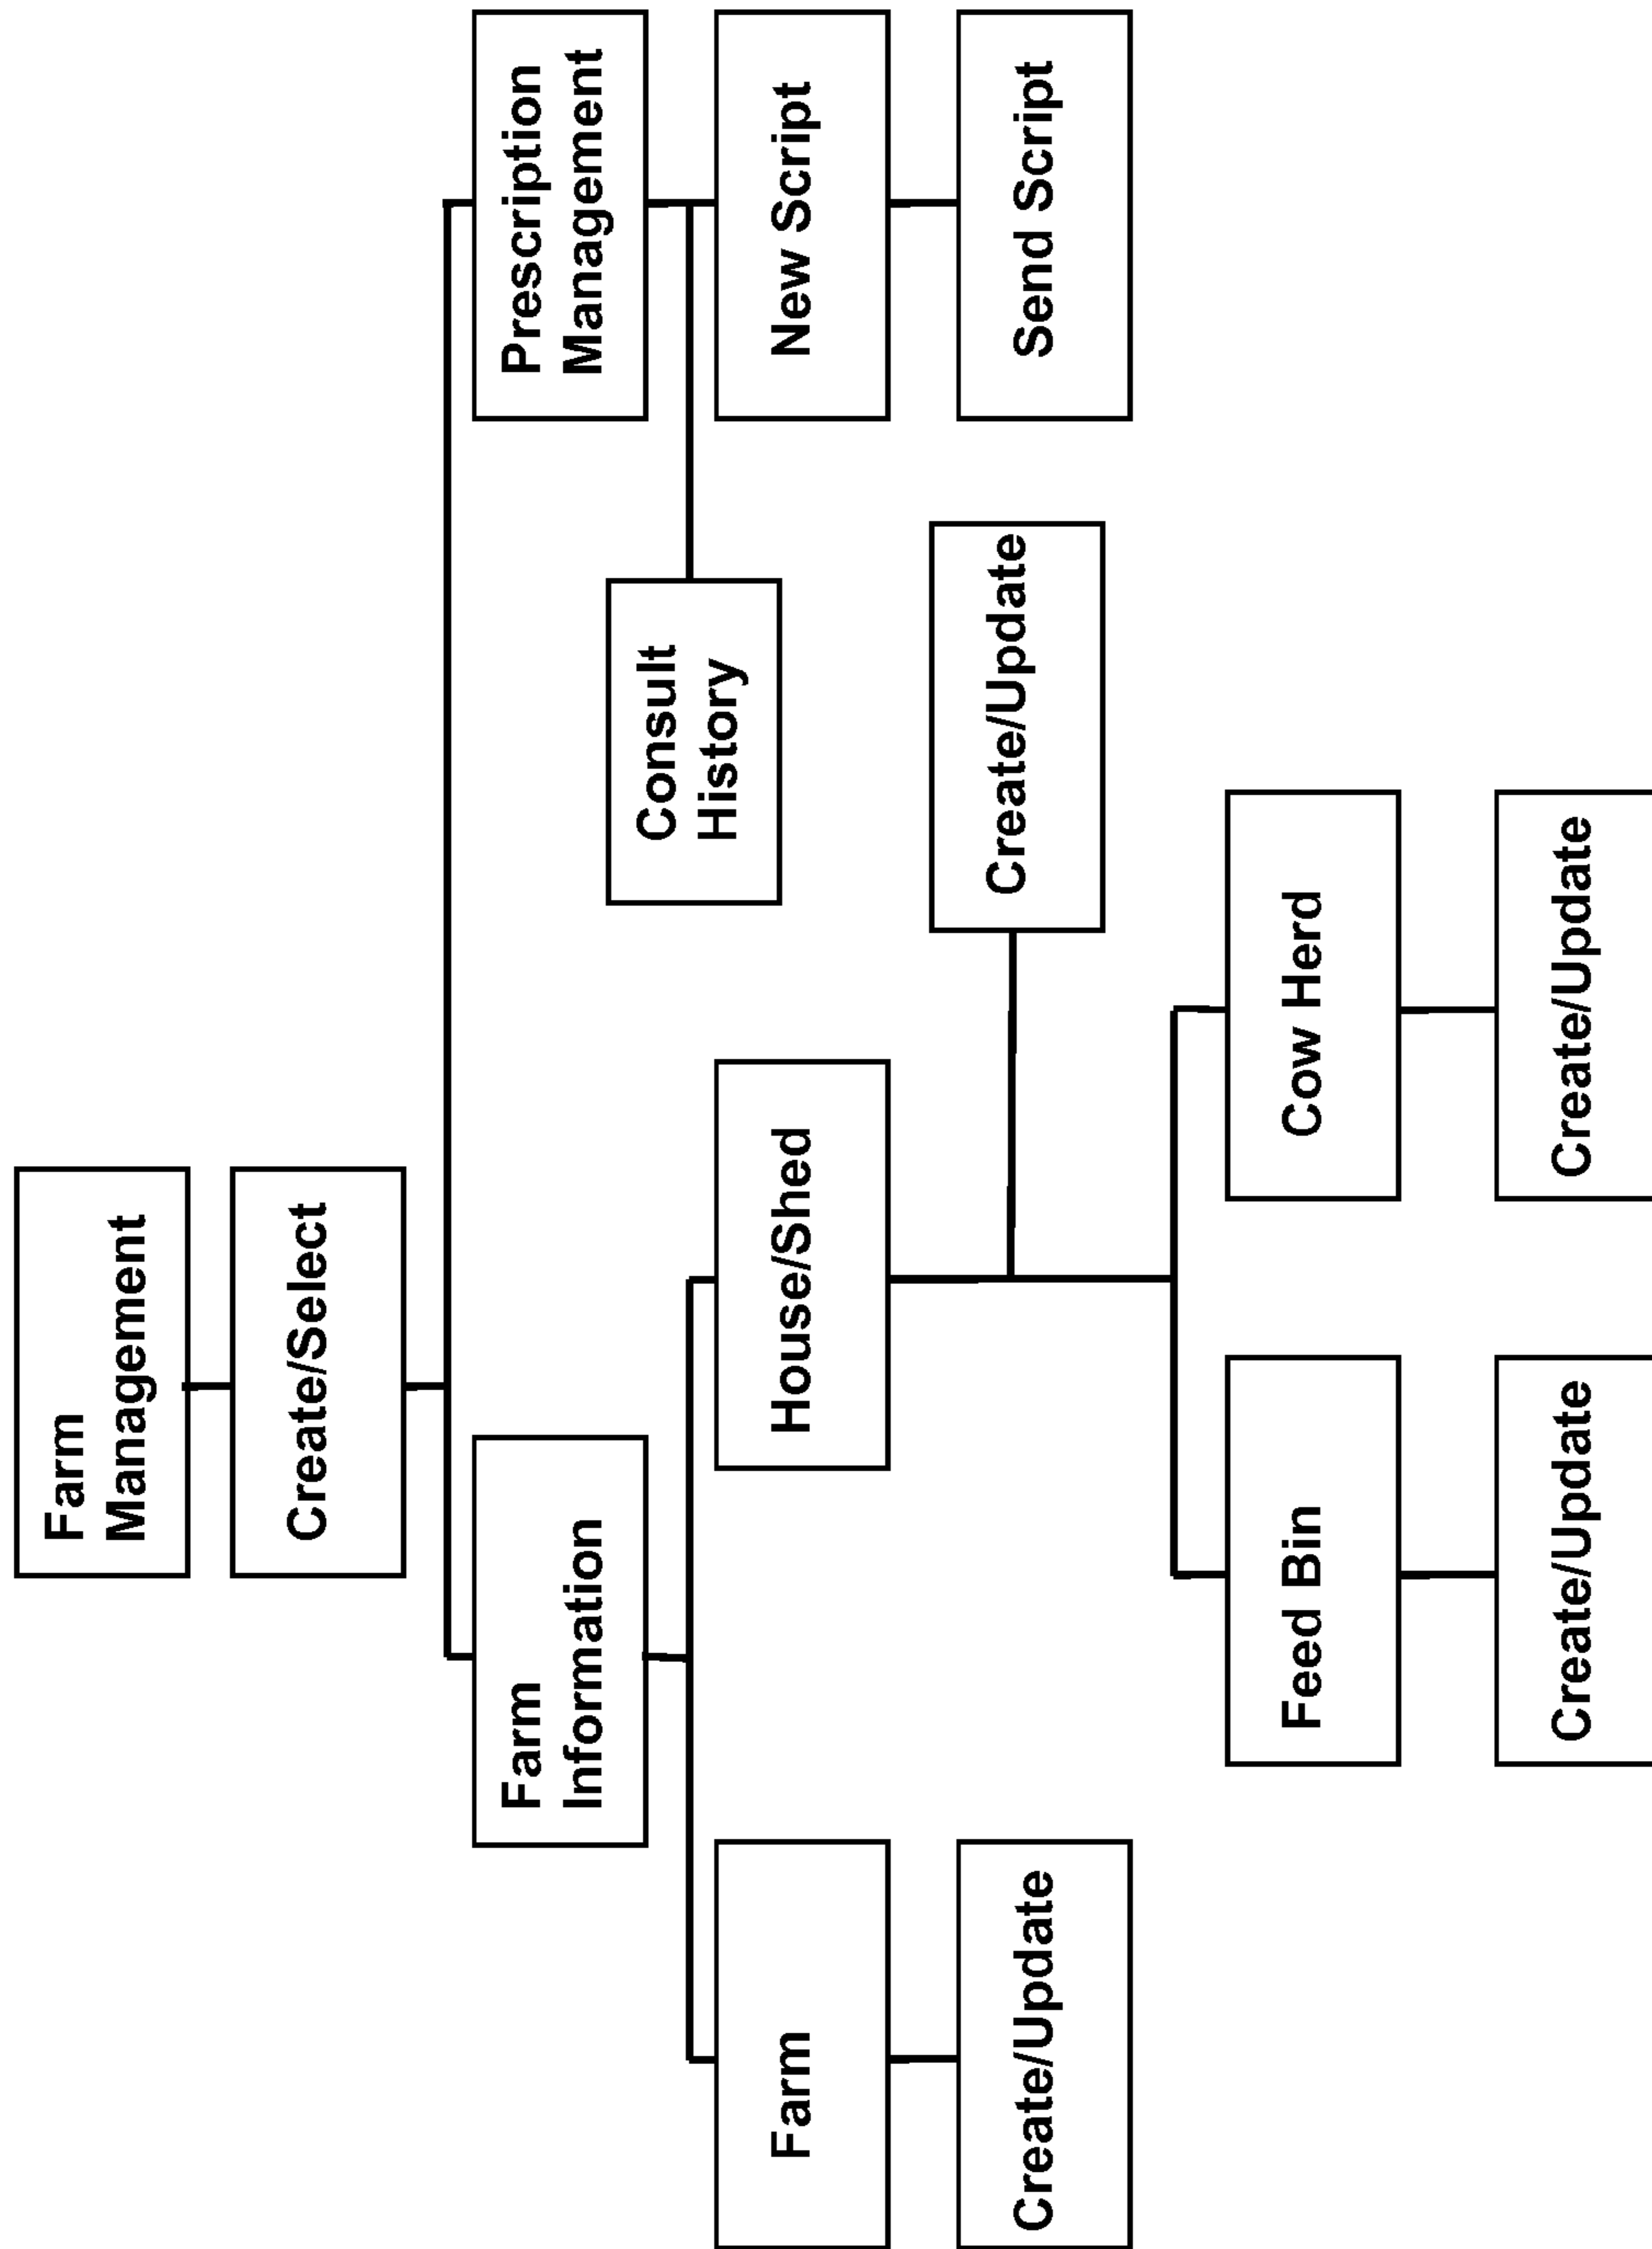 Farm
Management
Create/Select
Farm
Information
Prescription
Management
Consult
History
Farm
House/Shed
New Script
Create/Update
Create/Update
Send Script
Feed Bin
Cow Herd
Create/Update
Create/Update